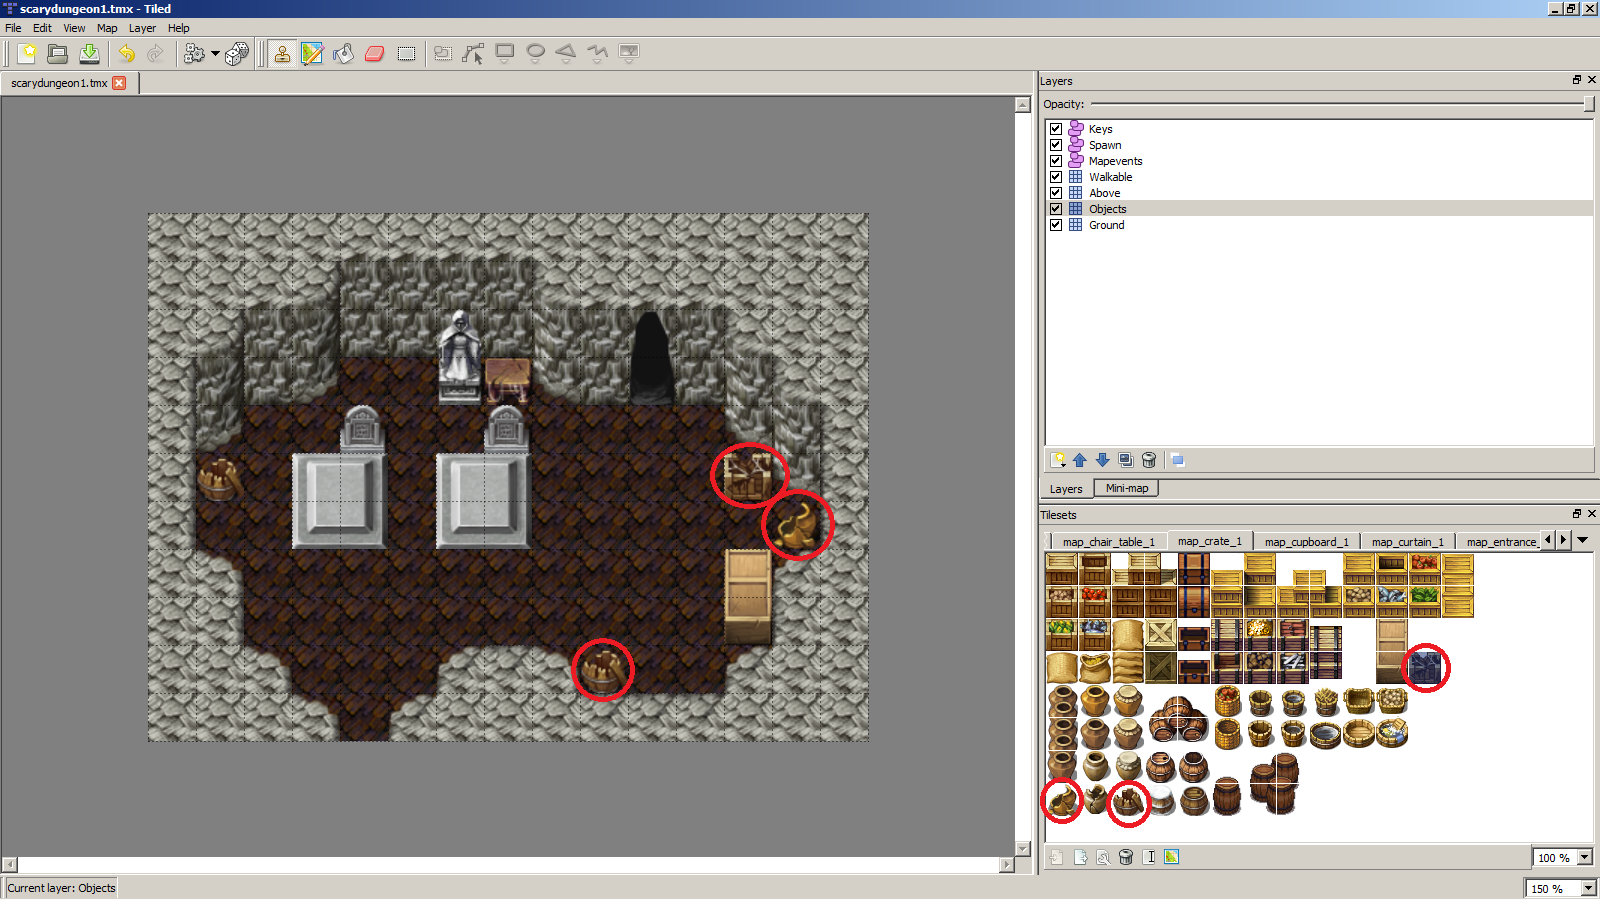 scarydungeon1.tmx - Tiled
File Edit View Map Layer Help
scarydungeon1.tmx
Layers
Opacity:
Keys
Spawn
Mapevents
Walkable
Above
Objects
Ground
Layers Mini-map
Tilesets
map_chair_table_1 map_crate_1 map_cupboard_1 map_curtain_1 map_entrance_
100 %
Current layer: Objects
150 %